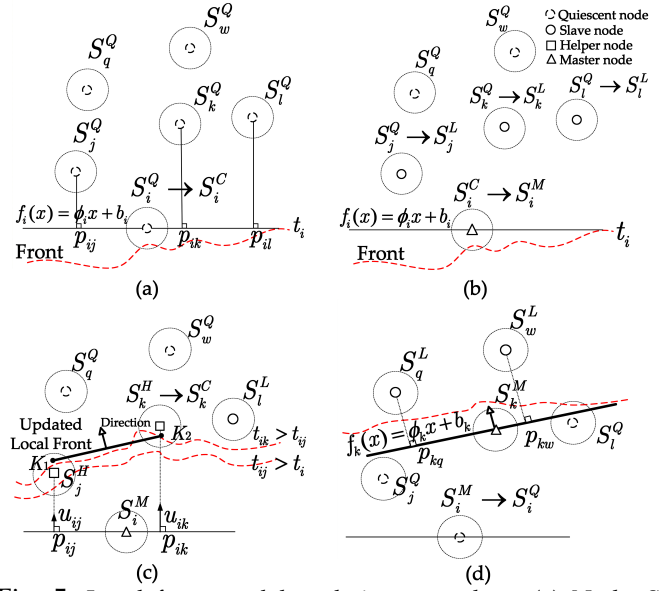 S_w^Q
S_q^Q
S_k^Q
S_l^Q
S_j^Q
S_i^Q → S_i^C
f_i(x) = ϕ_i x + b_i
t_i
p_ij
p_ik
p_il
Front
(a)
Quiescent node
Slave node
Helper node
Master node
S_w^Q
S_q^Q
S_k^Q → S_k^L
S_l^Q → S_l^L
S_j^Q → S_j^L
S_i^C → S_i^M
f_i(x) = ϕ_i x + b_i
t_i
Front
(b)
S_w^Q
S_q^Q
S_k^H → S_k^C
S_l^L
Updated
Local Front
Direction
K_2
t_ik > t_ij
K_1
t_ij > t_i
S_j^H
S_i^M
u_ij
u_ik
p_ij
p_ik
(c)
S_w^L
S_q^L
S_k^M
f_k(x) = ϕ_k x + b_k
p_kw
S_l^Q
p_kq
S_j^Q
S_i^M → S_i^Q
(d)